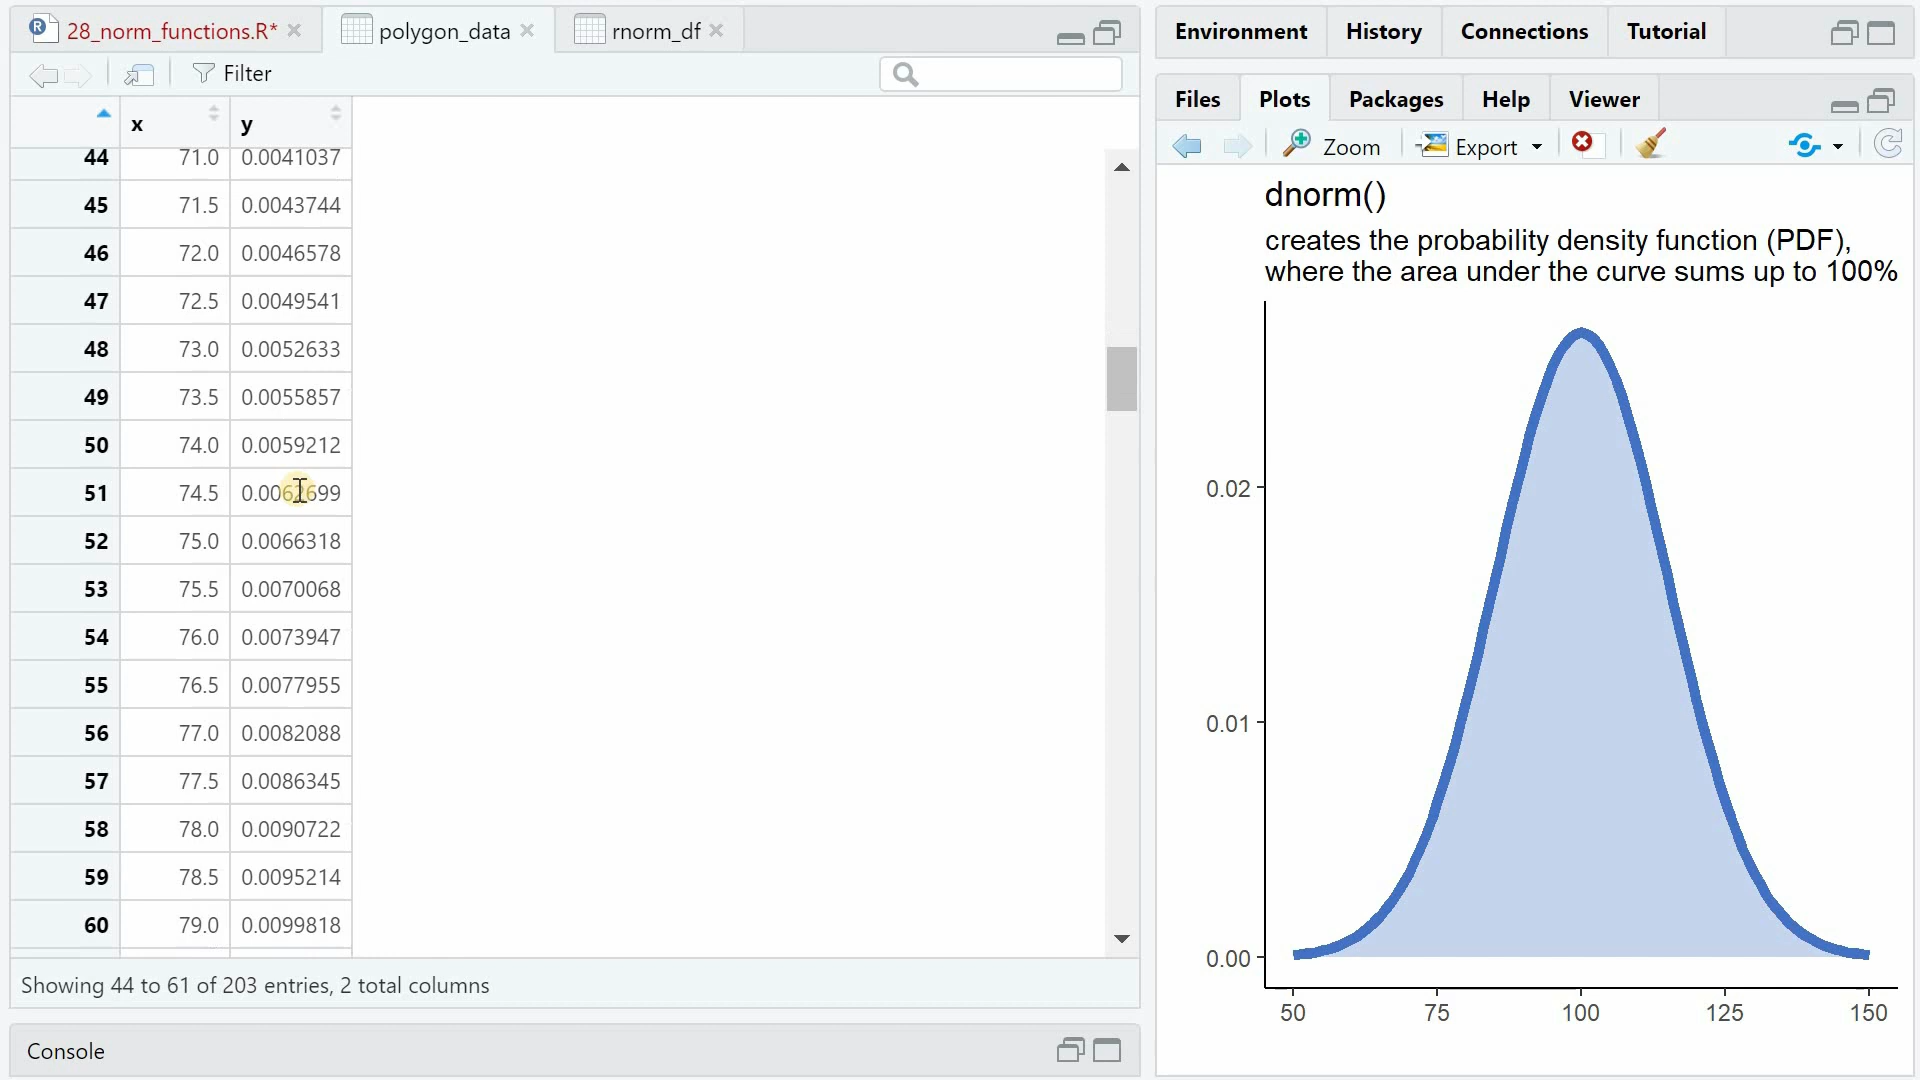 28_norm_functions.R*
polygon_data
rnorm_df
Filter
x y
44 71.0 0.0041037
45 71.5 0.0043744
46 72.0 0.0046578
47 72.5 0.0049541
48 73.0 0.0052633
49 73.5 0.0055857
50 74.0 0.0059212
51 74.5 0.0062699
52 75.0 0.0066318
53 75.5 0.0070068
54 76.0 0.0073947
55 76.5 0.0077955
56 77.0 0.0082088
57 77.5 0.0086345
58 78.0 0.0090722
59 78.5 0.0095214
60 79.0 0.0099818
Showing 44 to 61 of 203 entries, 2 total columns
Console
Environment History Connections Tutorial
Files Plots Packages Help Viewer
Zoom Export
dnorm()
creates the probability density function (PDF),
where the area under the curve sums up to 100%
0.02
0.01
0.00
50 75 100 125 150